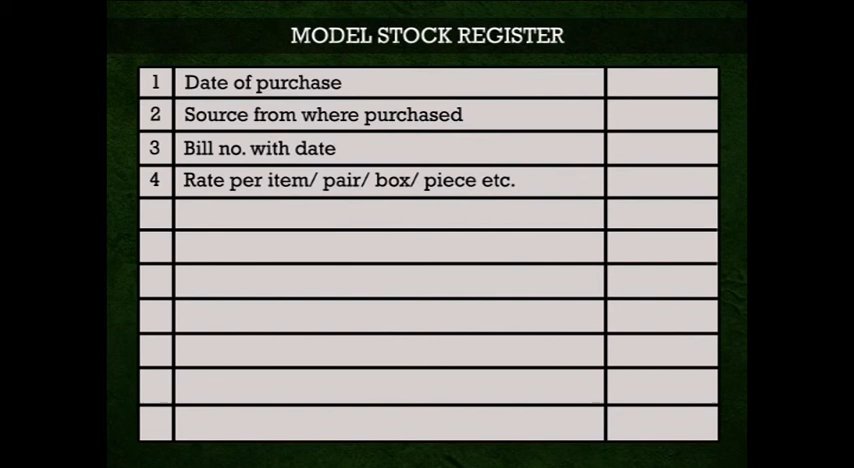 MODEL STOCK REGISTER
1 Date of purchase
2 Source from where purchased
3 Bill no. with date
4 Rate per item/ pair/ box/ piece etc.